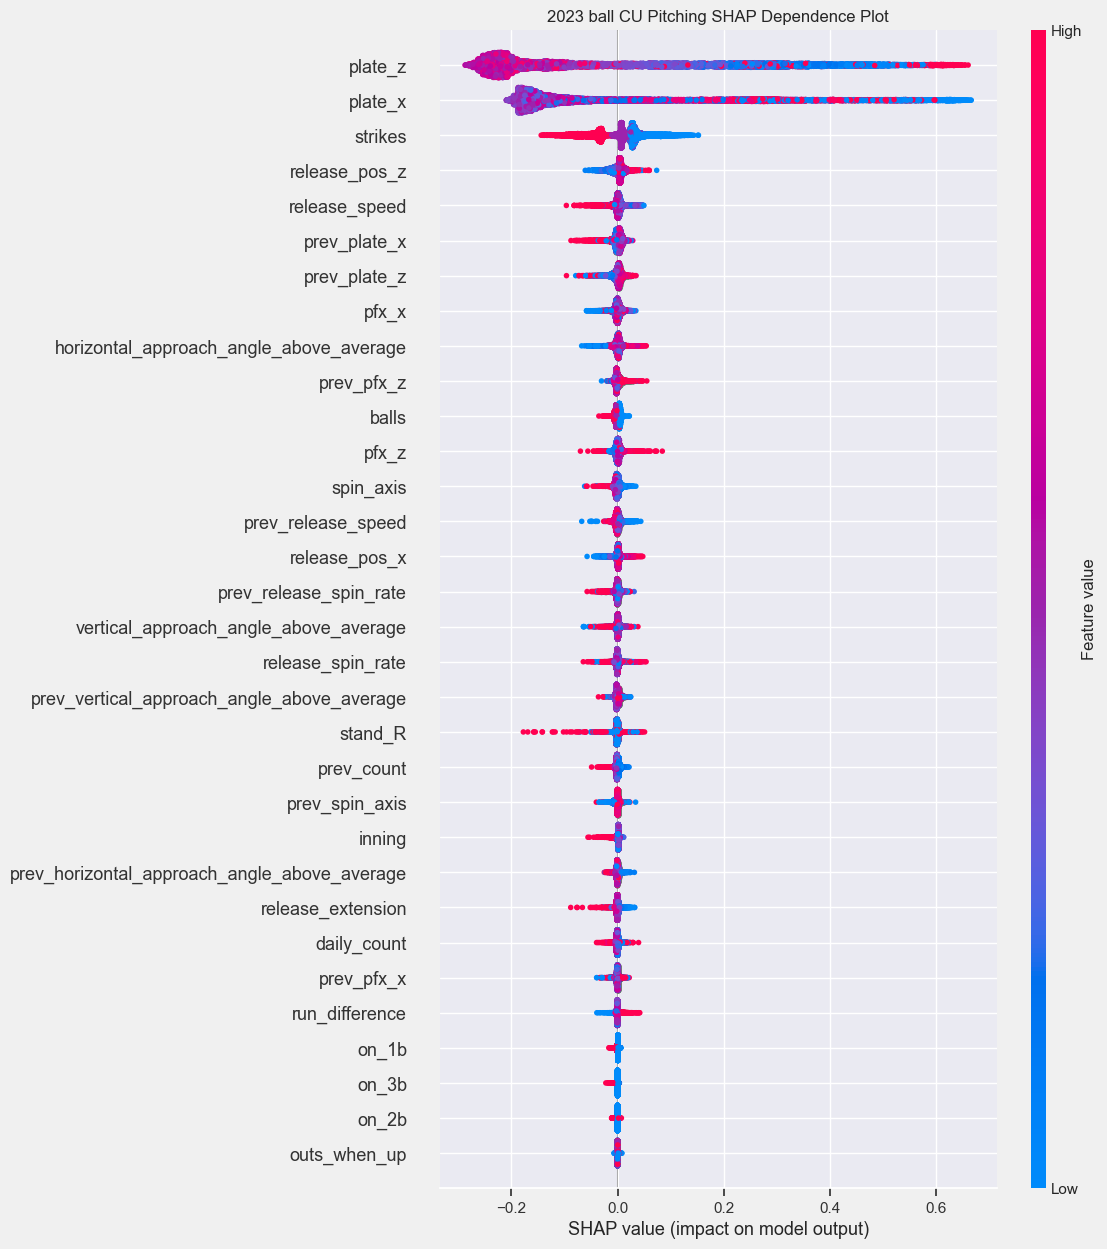 2023 ball CU Pitching SHAP Dependence Plot
High
plate_z
plate_x
strikes
release_pos_z
release_speed
prev_plate_x
prev_plate_z
pfx_x
horizontal_approach_angle_above_average
prev_pfx_z
balls
pfx_z
spin_axis
prev_release_speed
release_pos_x
prev_release_spin_rate
vertical_approach_angle_above_average
release_spin_rate
prev_vertical_approach_angle_above_average
stand_R
prev_count
prev_spin_axis
inning
prev_horizontal_approach_angle_above_average
release_extension
daily_count
prev_pfx_x
run_difference
on_1b
on_3b
on_2b
outs_when_up
Feature value
Low
−0.2 0.0 0.2 0.4 0.6
SHAP value (impact on model output)